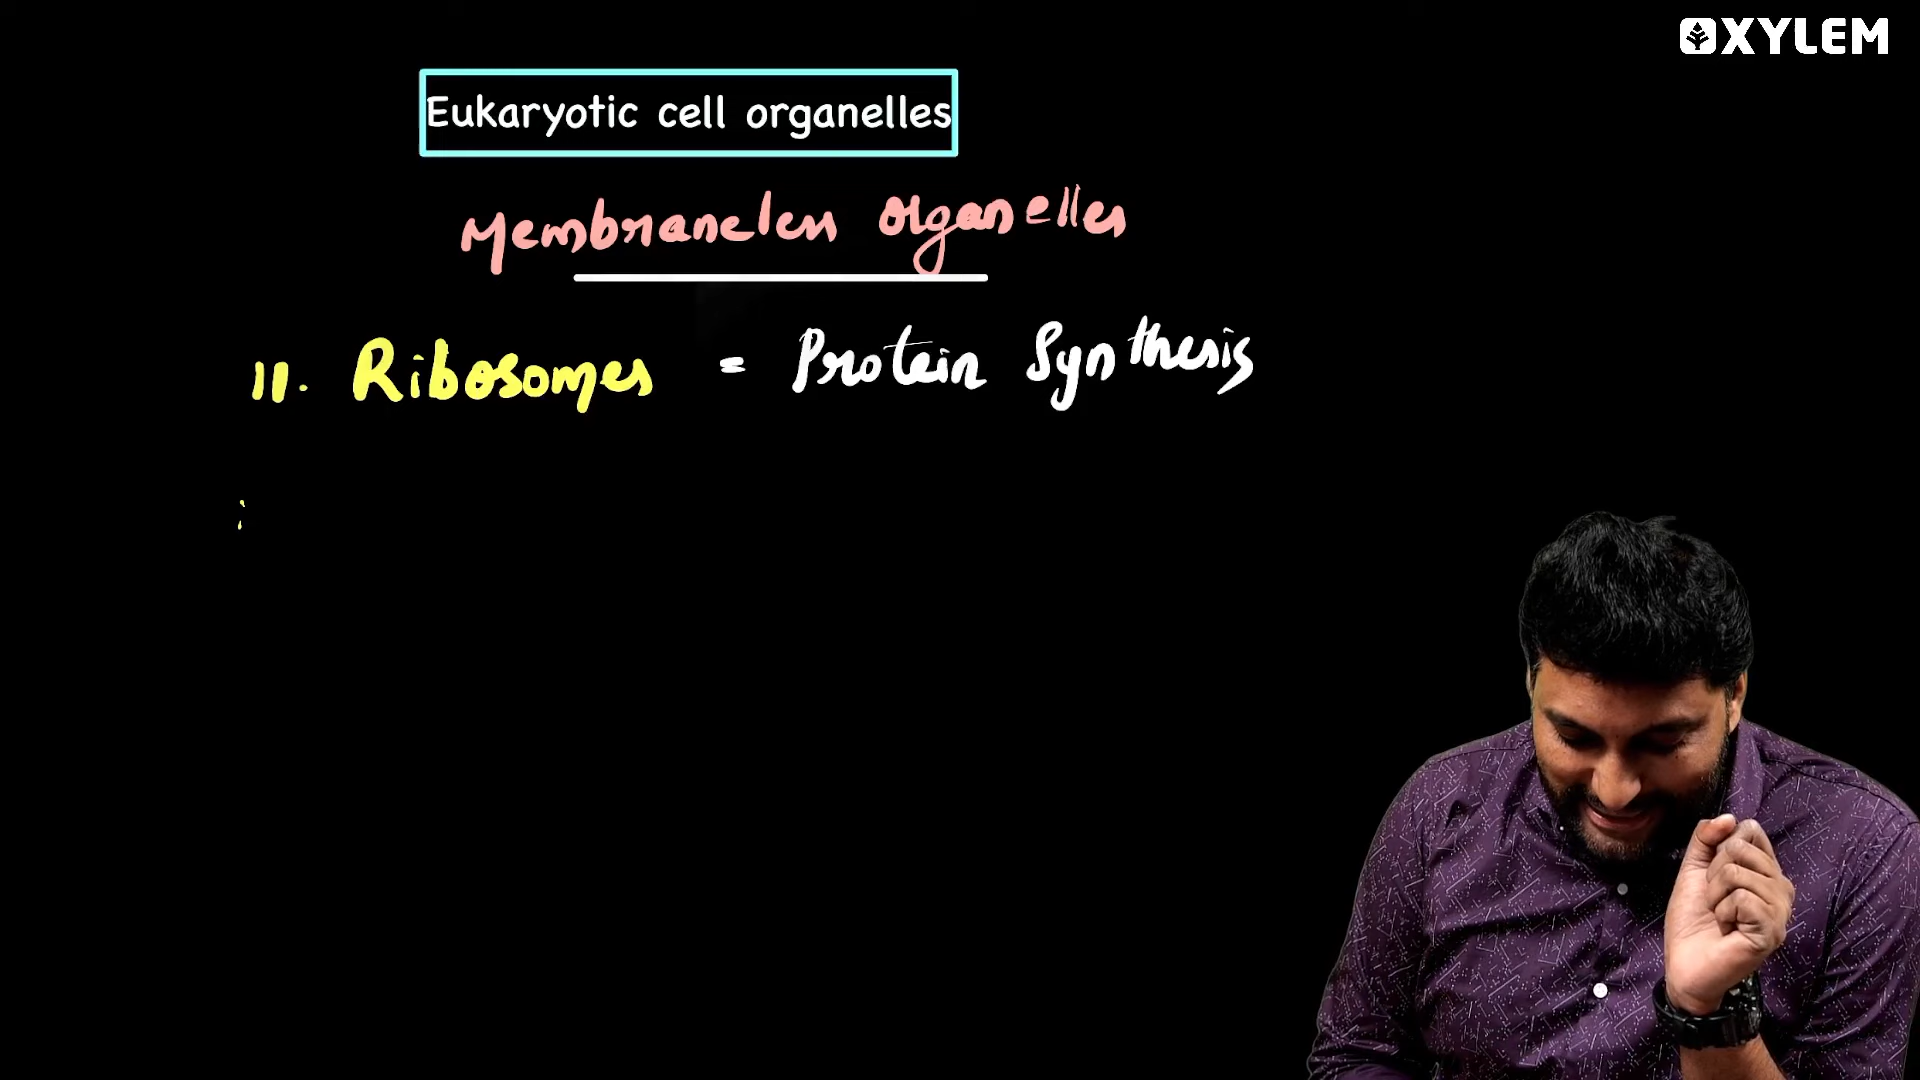 XYLEM
Eukaryotic cell organelles
Membraneless organelles
11. Ribosomes = Protein Synthesis